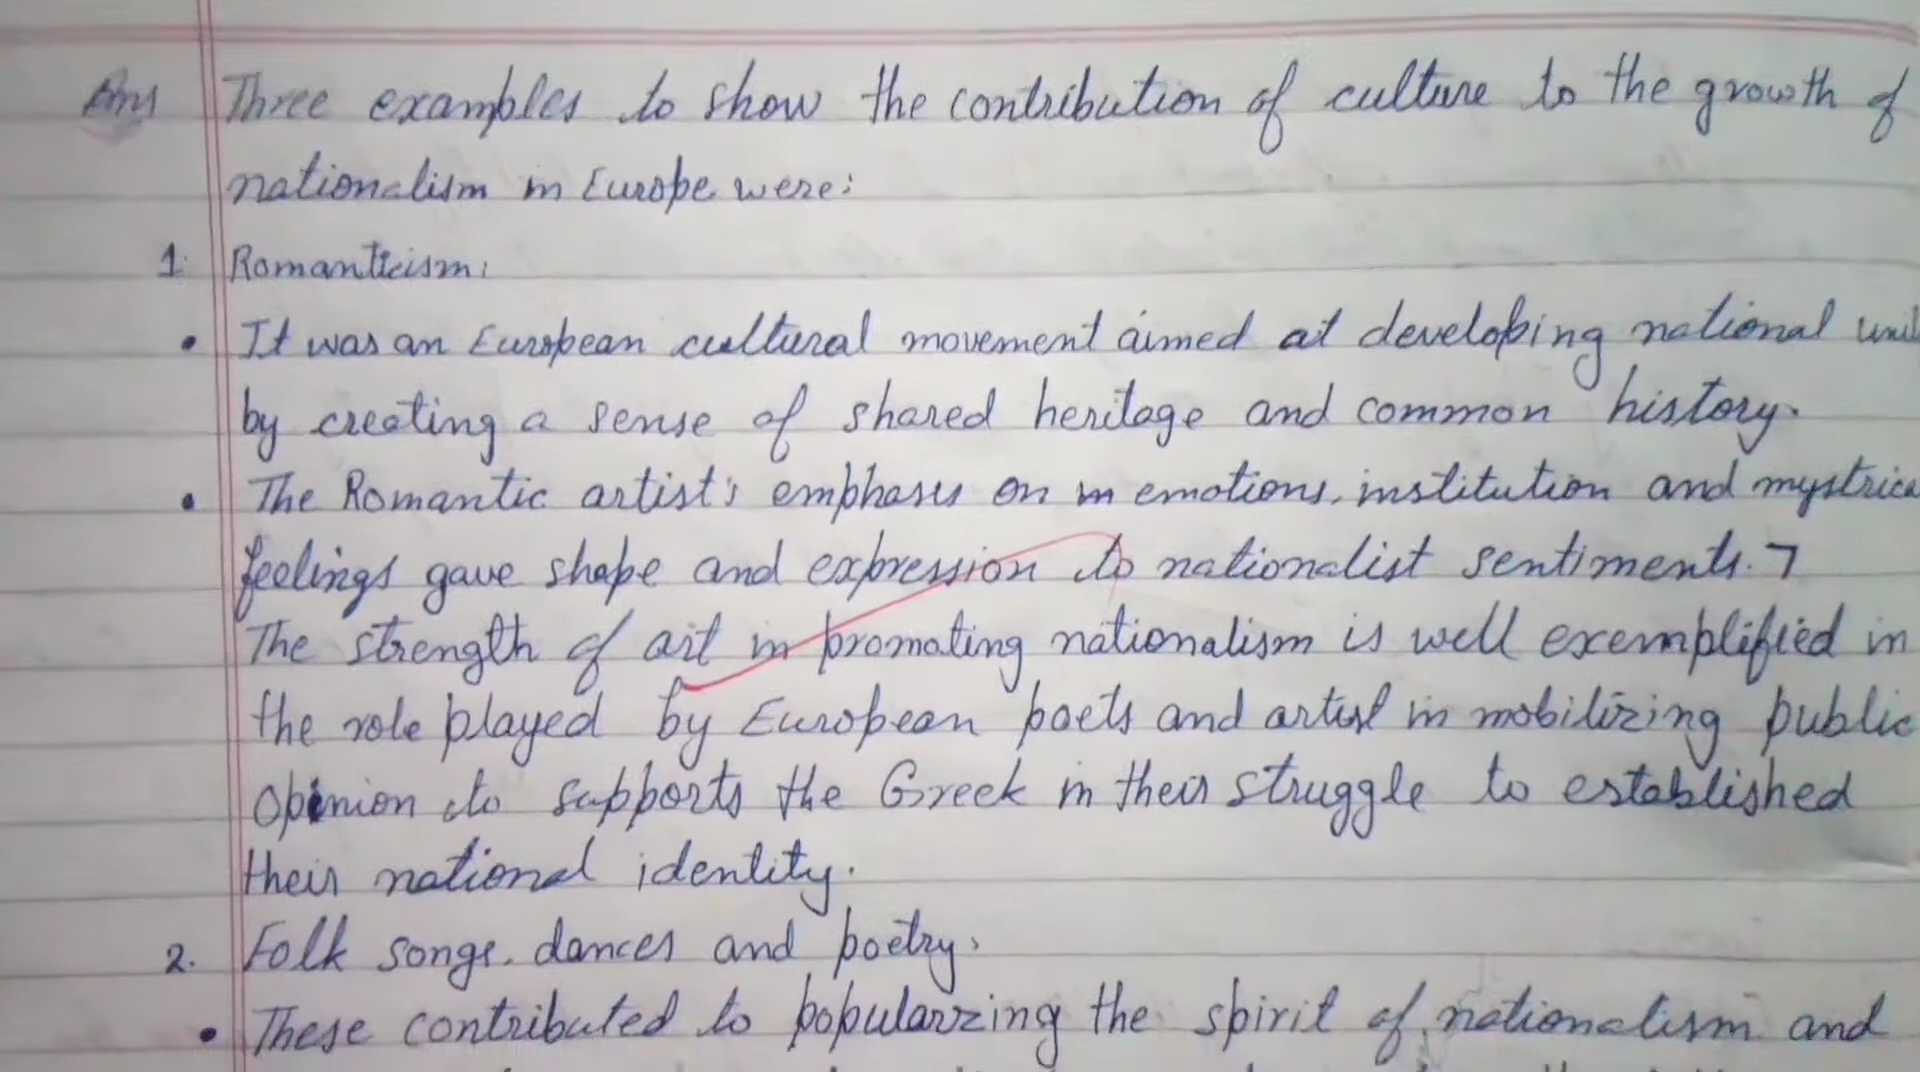 Ans Three examples to show the contribution of culture to the growth of
nationalism in Europe were:
1. Romanticism:
• It was an European cultural movement aimed at developing national
by creating a sense of shared heritage and common history.
• The Romantic artist's emphases on in emotions, institution and
feelings gave shape and expression to nationalist sentiments.
The strength of art in promating nationalism is well exemplified in
the role played by European poets and artist in mobilizing public
opinion to supports the Greek in their struggle to established
their national identity.
2. Folk songs, dances and poetry.
• These contributed to popularizing the spirit of nationalism and